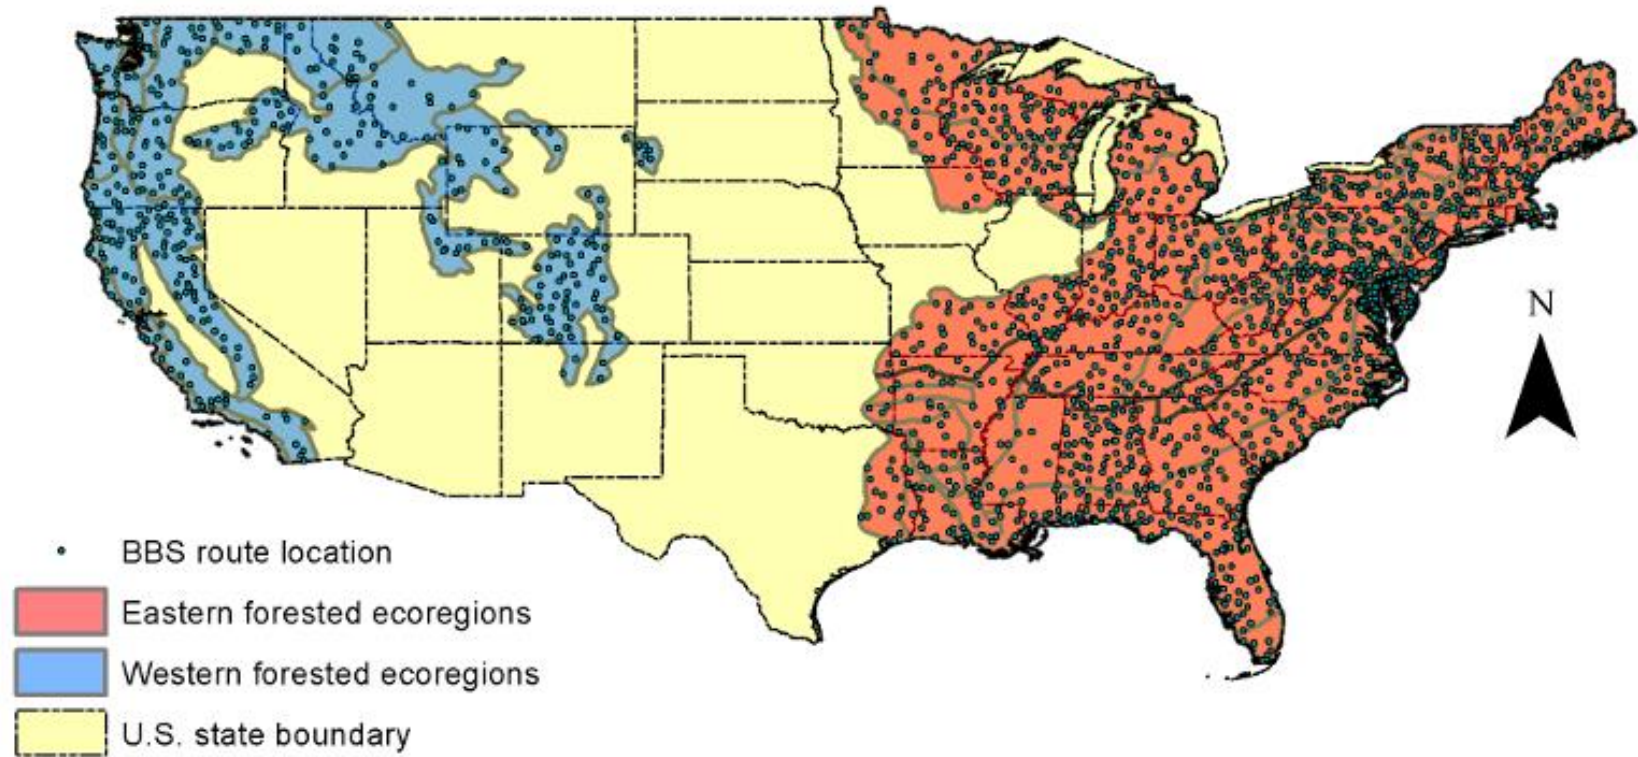 N
BBS route location
Eastern forested ecoregions
Western forested ecoregions
U.S. state boundary